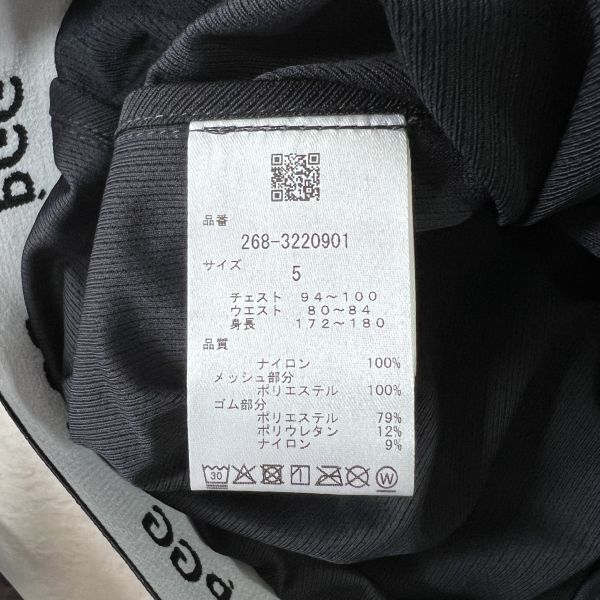 PGG
品番
268-3220901
サイズ
5
チェスト 94～100
ウエスト 80～84
身長 172～180
品質
ナイロン 100%
メッシュ部分
ポリエステル 100%
ゴム部分
ポリエステル 79%
ポリウレタン 12%
ナイロン 9%
30
W
PGG